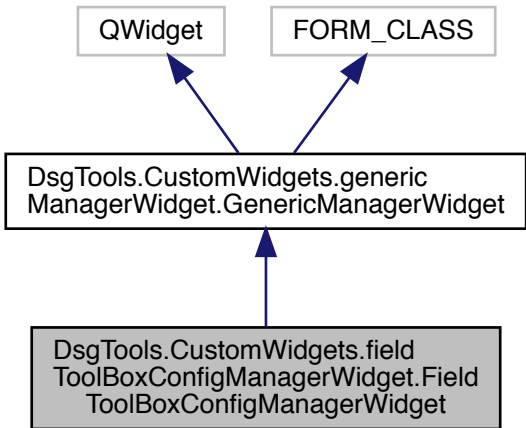 QWidget
FORM_CLASS
DsgTools.CustomWidgets.generic
ManagerWidget.GenericManagerWidget
DsgTools.CustomWidgets.field
ToolBoxConfigManagerWidget.Field
ToolBoxConfigManagerWidget